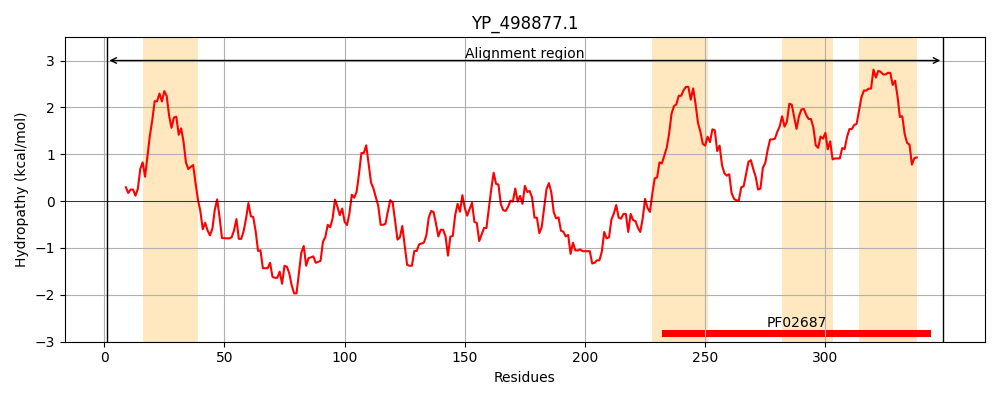 YP_498877.1
Alignment region
Hydropathy (kcal/mol)
3
2
1
0
−1
−2
−3
PF02687
0 50 100 150 200 250 300
Residues